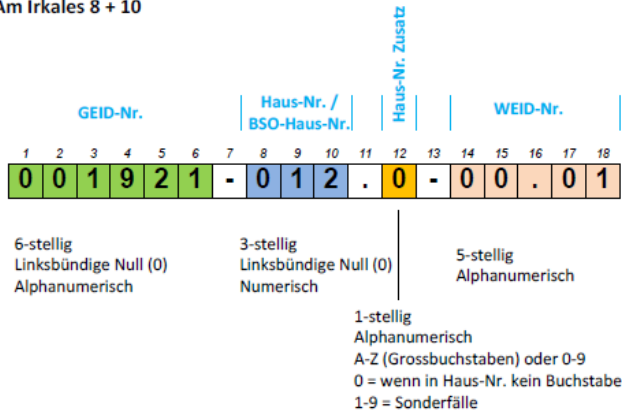 Am Irkales 8 + 10
GEID-Nr.
Haus-Nr. /
BSO-Haus-Nr.
Haus-Nr. Zusatz
WEID-Nr.
1 2 3 4 5 6 7 8 9 10 11 12 13 14 15 16 17 18
0 0 1 9 2 1 - 0 1 2 . 0 - 0 0 . 0 1
6-stellig
Linksbündige Null (0)
Alphanumerisch
3-stellig
Linksbündige Null (0)
Numerisch
5-stellig
Alphanumerisch
1-stellig
Alphanumerisch
A-Z (Grossbuchstaben) oder 0-9
0 = wenn in Haus-Nr. kein Buchstabe
1-9 = Sonderfälle